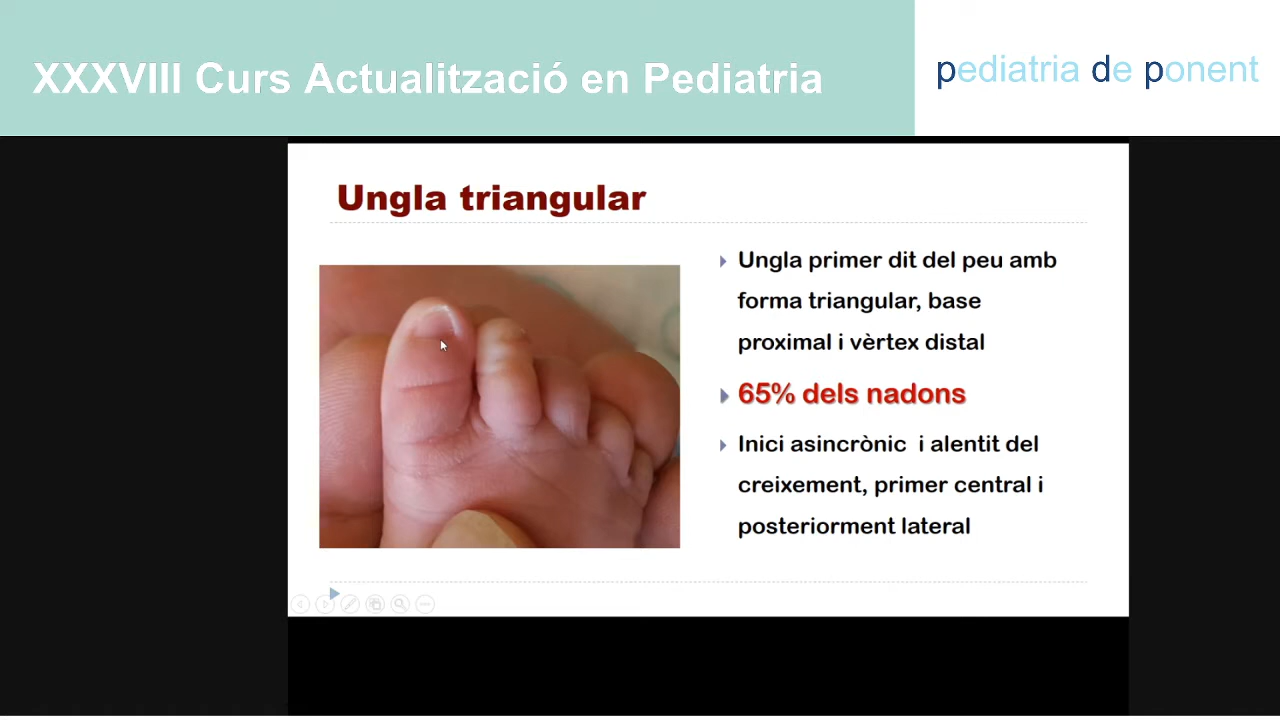 XXXVIII Curs Actualització en Pediatria
pediatria de ponent
Ungla triangular
Ungla primer dit del peu amb
forma triangular, base
proximal i vèrtex distal
65% dels nadons
Inici asincrònic i alentit del
creixement, primer central i
posteriorment lateral